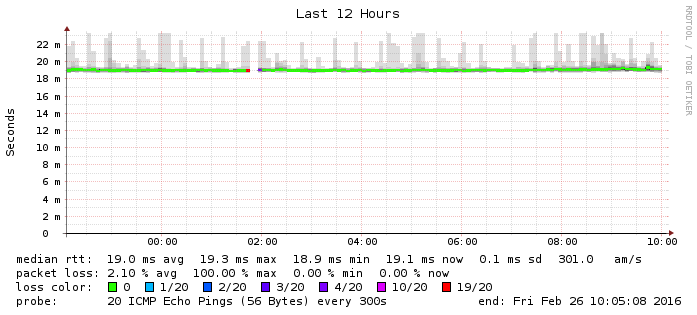 Last 12 Hours
RRDTOOL / TOBI OETIKER
Seconds
22 m
20 m
18 m
16 m
14 m
12 m
10 m
8 m
6 m
4 m
2 m
0
00:00 02:00 04:00 06:00 08:00 10:00
median rtt: 19.0 ms avg 19.3 ms max 18.9 ms min 19.1 ms now 0.1 ms sd 301.0 am/s
packet loss: 2.10 % avg 100.00 % max 0.00 % min 0.00 % now
loss color: 0 1/20 2/20 3/20 4/20 10/20 19/20
probe: 20 ICMP Echo Pings (56 Bytes) every 300s end: Fri Feb 26 10:05:08 2016